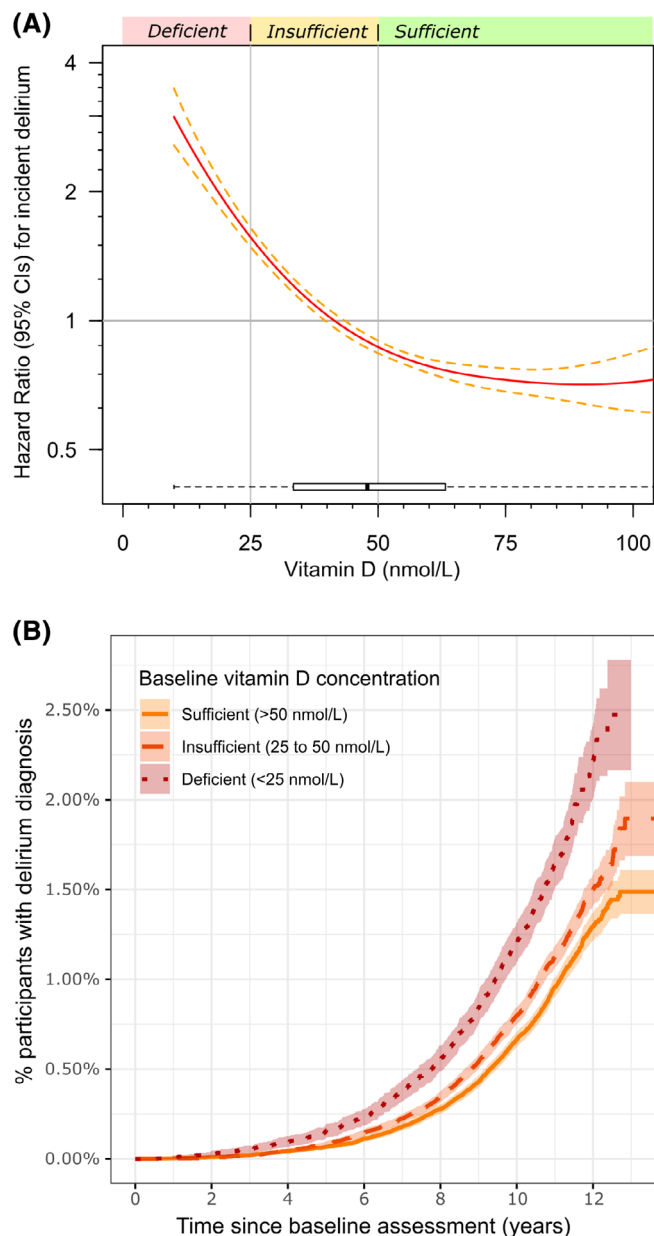 (A)
Deficient | Insufficient | Sufficient
Hazard Ratio (95% CIs) for incident delirium
4
2
1
0.5
0 25 50 75 100
Vitamin D (nmol/L)
(B)
% participants with delirium diagnosis
Baseline vitamin D concentration
Sufficient (>50 nmol/L)
Insufficient (25 to 50 nmol/L)
Deficient (<25 nmol/L)
2.50%
2.00%
1.50%
1.00%
0.50%
0.00%
0 2 4 6 8 10 12
Time since baseline assessment (years)